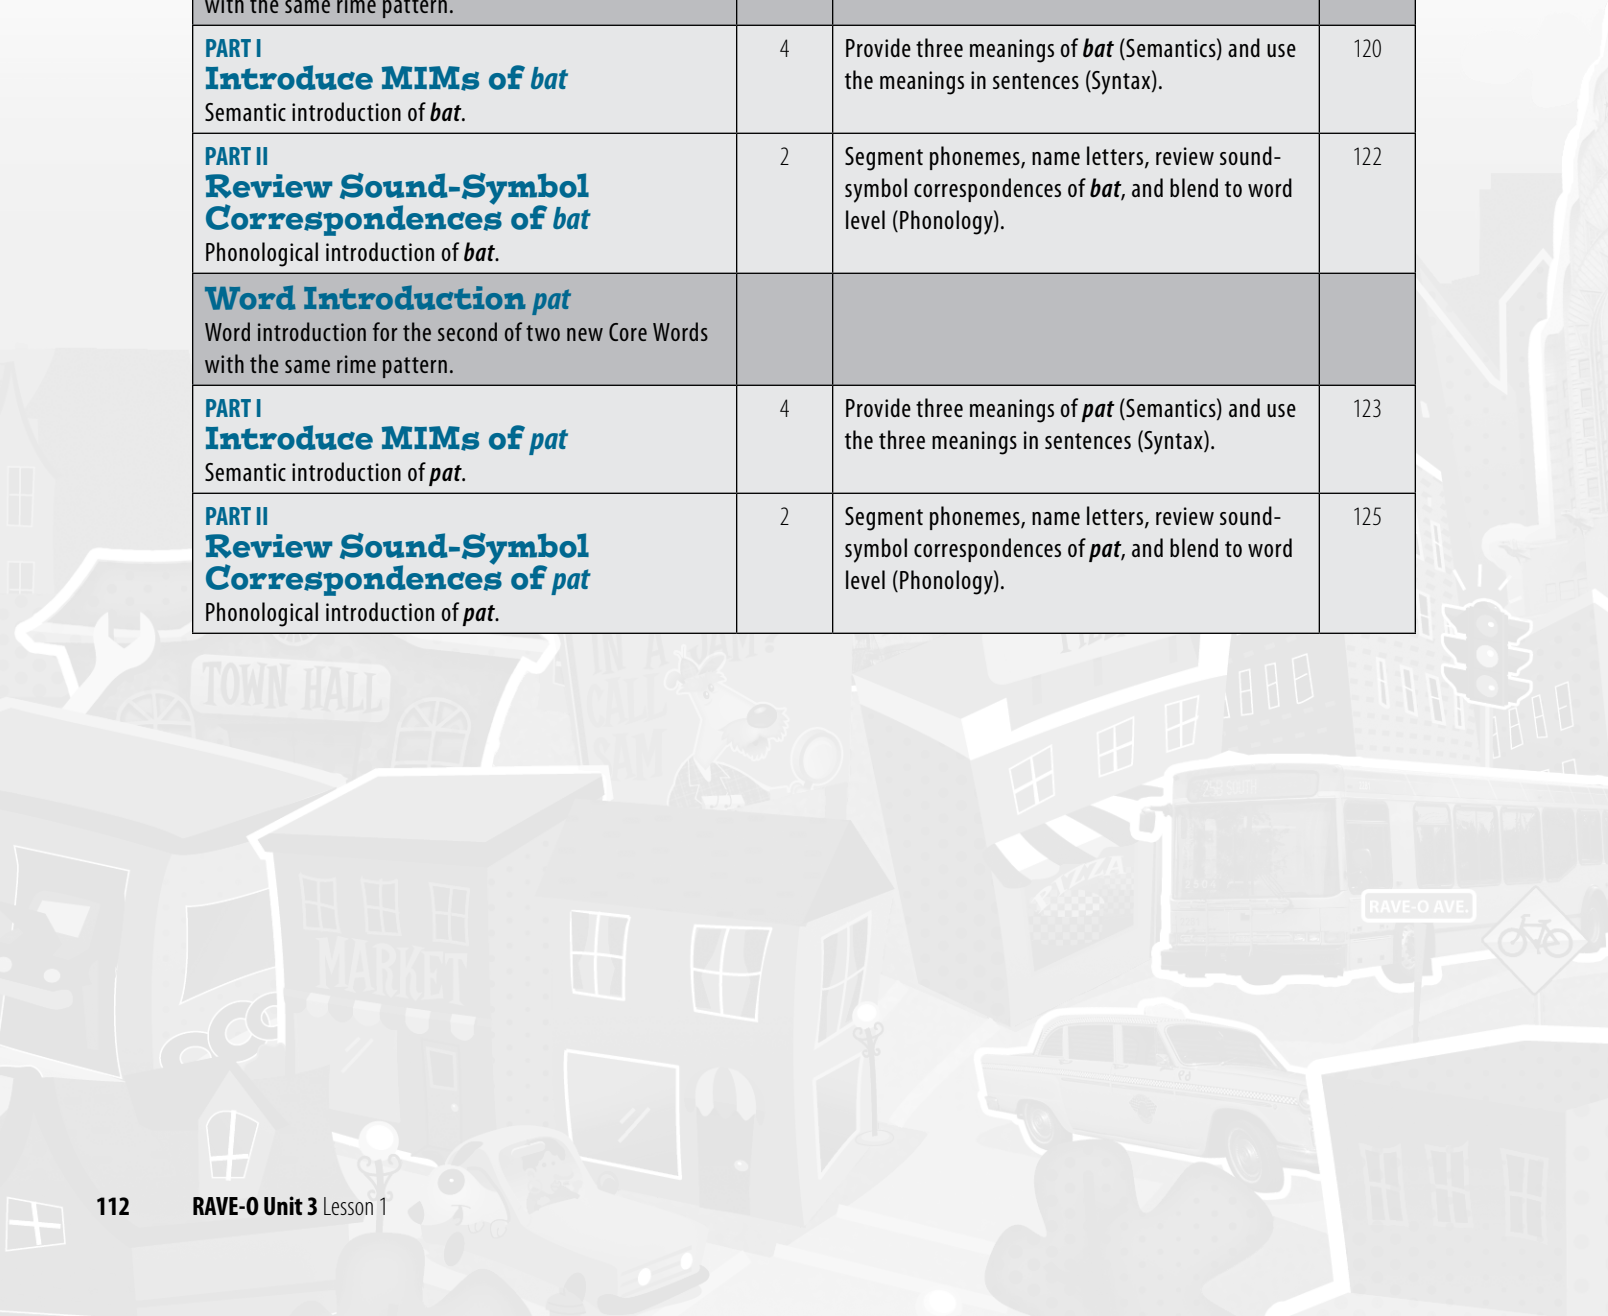 with the same rime pattern.
PART I
Introduce MIMs of bat
Semantic introduction of bat.
4
Provide three meanings of bat (Semantics) and use
the meanings in sentences (Syntax).
120
PART II
Review Sound-Symbol
Correspondences of bat
Phonological introduction of bat.
2
Segment phonemes, name letters, review sound-
symbol correspondences of bat, and blend to word
level (Phonology).
122
Word Introduction pat
Word introduction for the second of two new Core Words
with the same rime pattern.
PART I
Introduce MIMs of pat
Semantic introduction of pat.
4
Provide three meanings of pat (Semantics) and use
the three meanings in sentences (Syntax).
123
PART II
Review Sound-Symbol
Correspondences of pat
Phonological introduction of pat.
2
Segment phonemes, name letters, review sound-
symbol correspondences of pat, and blend to word
level (Phonology).
125
IN A JAM?
CALL
SAM
TOWN HALL
PIZZA
RAVE-O AVE.
MARKET
112 RAVE-O Unit 3 Lesson 1